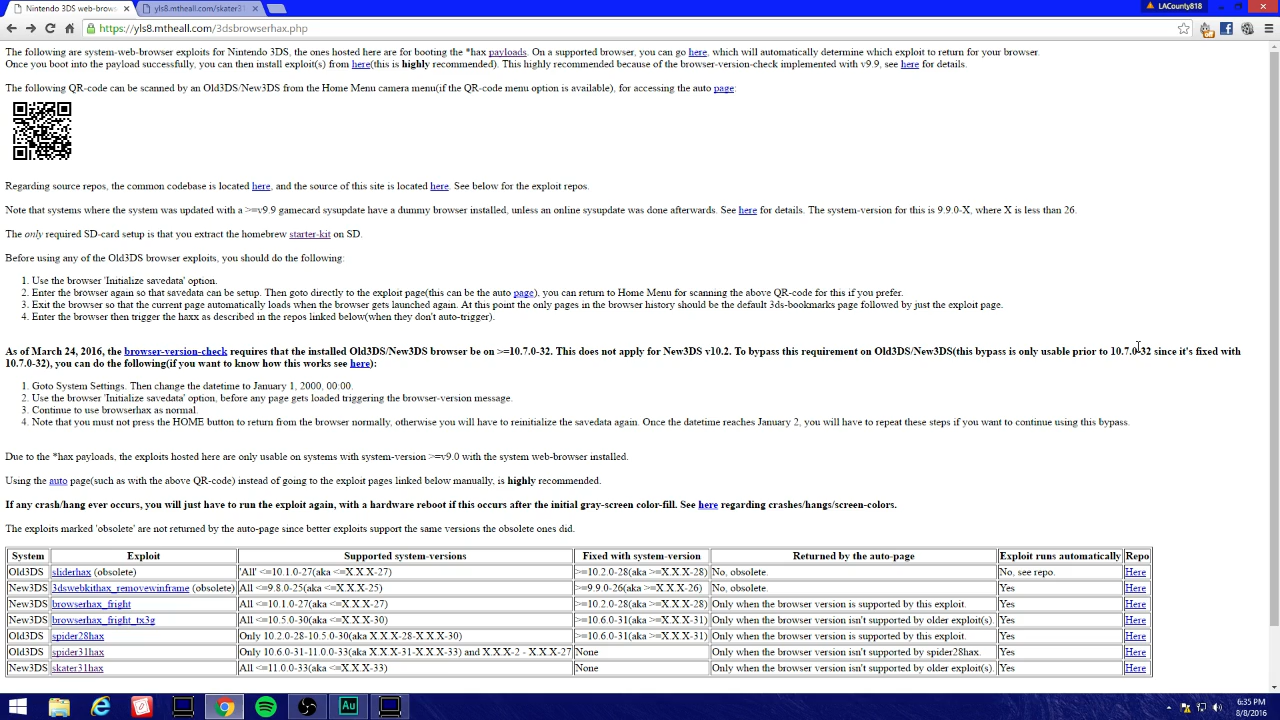 Nintendo 3DS web-brows
yls8.mtheall.com/skater31
LACounty818
https://yls8.mtheall.com/3dsbrowserhax.php
The following are system-web-browser exploits for Nintendo 3DS, the ones hosted here are for booting the *hax payloads. On a supported browser, you can go here, which will automatically determine which exploit to return for your browser.
Once you boot into the payload successfully, you can then install exploit(s) from here(this is highly recommended). This highly recommended because of the browser-version-check implemented with v9.9, see here for details.
The following QR-code can be scanned by an Old3DS/New3DS from the Home Menu camera menu(if the QR-code menu option is available), for accessing the auto page:
Regarding source repos, the common codebase is located here, and the source of this site is located here. See below for the exploit repos.
Note that systems where the system was updated with a >=v9.9 gamecard sysupdate have a dummy browser installed, unless an online sysupdate was done afterwards. See here for details. The system-version for this is 9.9.0-X, where X is less than 26.
The only required SD-card setup is that you extract the homebrew starter-kit on SD.
Before using any of the Old3DS browser exploits, you should do the following:
1. Use the browser 'Initialize savedata' option.
2. Enter the browser again so that savedata can be setup. Then goto directly to the exploit page(this can be the auto page). you can return to Home Menu for scanning the above QR-code for this if you prefer.
3. Exit the browser so that the current page automatically loads when the browser gets launched again. At this point the only pages in the browser history should be the default 3ds-bookmarks page followed by just the exploit page.
4. Enter the browser then trigger the haxx as described in the repos linked below(when they don't auto-trigger).
As of March 24, 2016, the browser-version-check requires that the installed Old3DS/New3DS browser be on >=10.7.0-32. This does not apply for New3DS v10.2. To bypass this requirement on Old3DS/New3DS(this bypass is only usable prior to 10.7.0-32 since it's fixed with
10.7.0-32), you can do the following(if you want to know how this works see here):
1. Goto System Settings. Then change the datetime to January 1, 2000, 00:00.
2. Use the browser 'Initialize savedata' option, before any page gets loaded triggering the browser-version message.
3. Continue to use browserhax as normal.
4. Note that you must not press the HOME button to return from the browser normally, otherwise you will have to reinitialize the savedata again. Once the datetime reaches January 2, you will have to repeat these steps if you want to continue using this bypass.
Due to the *hax payloads, the exploits hosted here are only usable on systems with system-version >=v9.0 with the system web-browser installed.
Using the auto page(such as with the above QR-code) instead of going to the exploit pages linked below manually, is highly recommended.
If any crash/hang ever occurs, you will just have to run the exploit again, with a hardware reboot if this occurs after the initial gray-screen color-fill. See here regarding crashes/hangs/screen-colors.
The exploits marked 'obsolete' are not returned by the auto-page since better exploits support the same versions the obsolete ones did.
System Exploit Supported system-versions Fixed with system-version Returned by the auto-page Exploit runs automatically Repo
Old3DS sliderhax (obsolete) 'All' <=10.1.0-27(aka <=X.X.X-27) >=10.2.0-28(aka >=X.X.X-28) No, obsolete. No, see repo. Here
New3DS 3dswebkithax_removewinframe (obsolete) All <=9.8.0-25(aka <=X.X.X-25) >=9.9.0-26(aka >=X.X.X-26) No, obsolete. Yes Here
New3DS browserhax_fright All <=10.1.0-27(aka <=X.X.X-27) >=10.2.0-28(aka >=X.X.X-28) Only when the browser version is supported by this exploit. Yes Here
New3DS browserhax_fright_tx3g All <=10.5.0-30(aka <=X.X.X-30) >=10.6.0-31(aka >=X.X.X-31) Only when the browser version isn't supported by older exploit(s). Yes Here
Old3DS spider28hax Only 10.2.0-28-10.5.0-30(aka X.X.X-28-X.X.X-30) >=10.6.0-31(aka >=X.X.X-31) Only when the browser version is supported by this exploit. Yes Here
Old3DS spider31hax Only 10.6.0-31-11.0.0-33(aka X.X.X-31-X.X.X-33) and X.X.X-2 - X.X.X-27 None Only when the browser version isn't supported by spider28hax. Yes Here
New3DS skater31hax All <=11.0.0-33(aka <=X.X.X-33) None Only when the browser version isn't supported by older exploit(s). Yes Here
Au
6:35 PM
8/8/2016